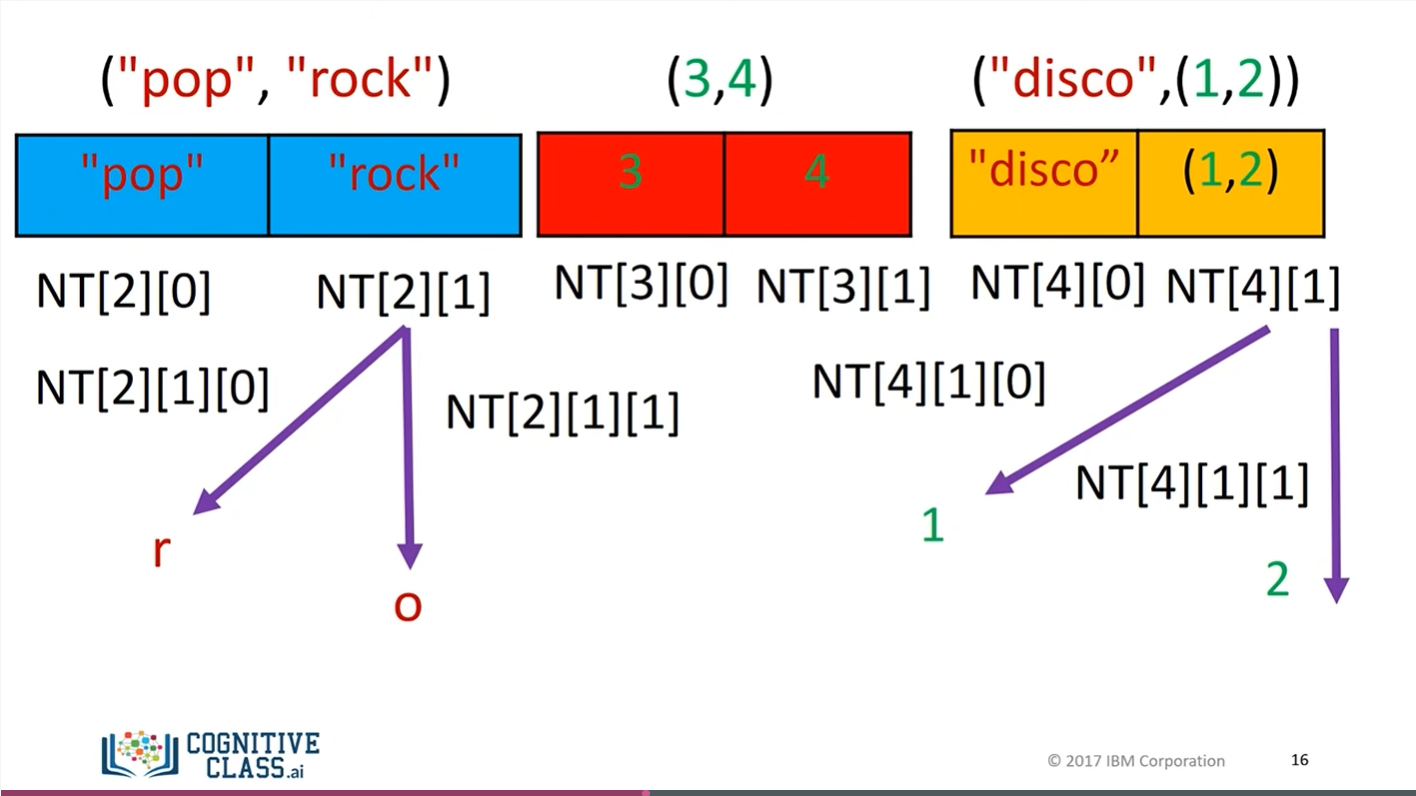 ("pop", "rock") (3,4) ("disco",(1,2))
"pop" "rock" 3 4 "disco” (1,2)
NT[2][0] NT[2][1] NT[3][0] NT[3][1] NT[4][0] NT[4][1]
NT[2][1][0] NT[2][1][1] NT[4][1][0]
NT[4][1][1]
r 1
o 2
COGNITIVE
CLASS.ai
© 2017 IBM Corporation 16